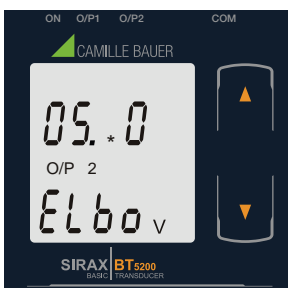 ON O/P1 O/P2 COM
CAMILLE BAUER
05.*0
O/P 2
ELbo V
SIRAX BT5200
BASIC TRANSDUCER